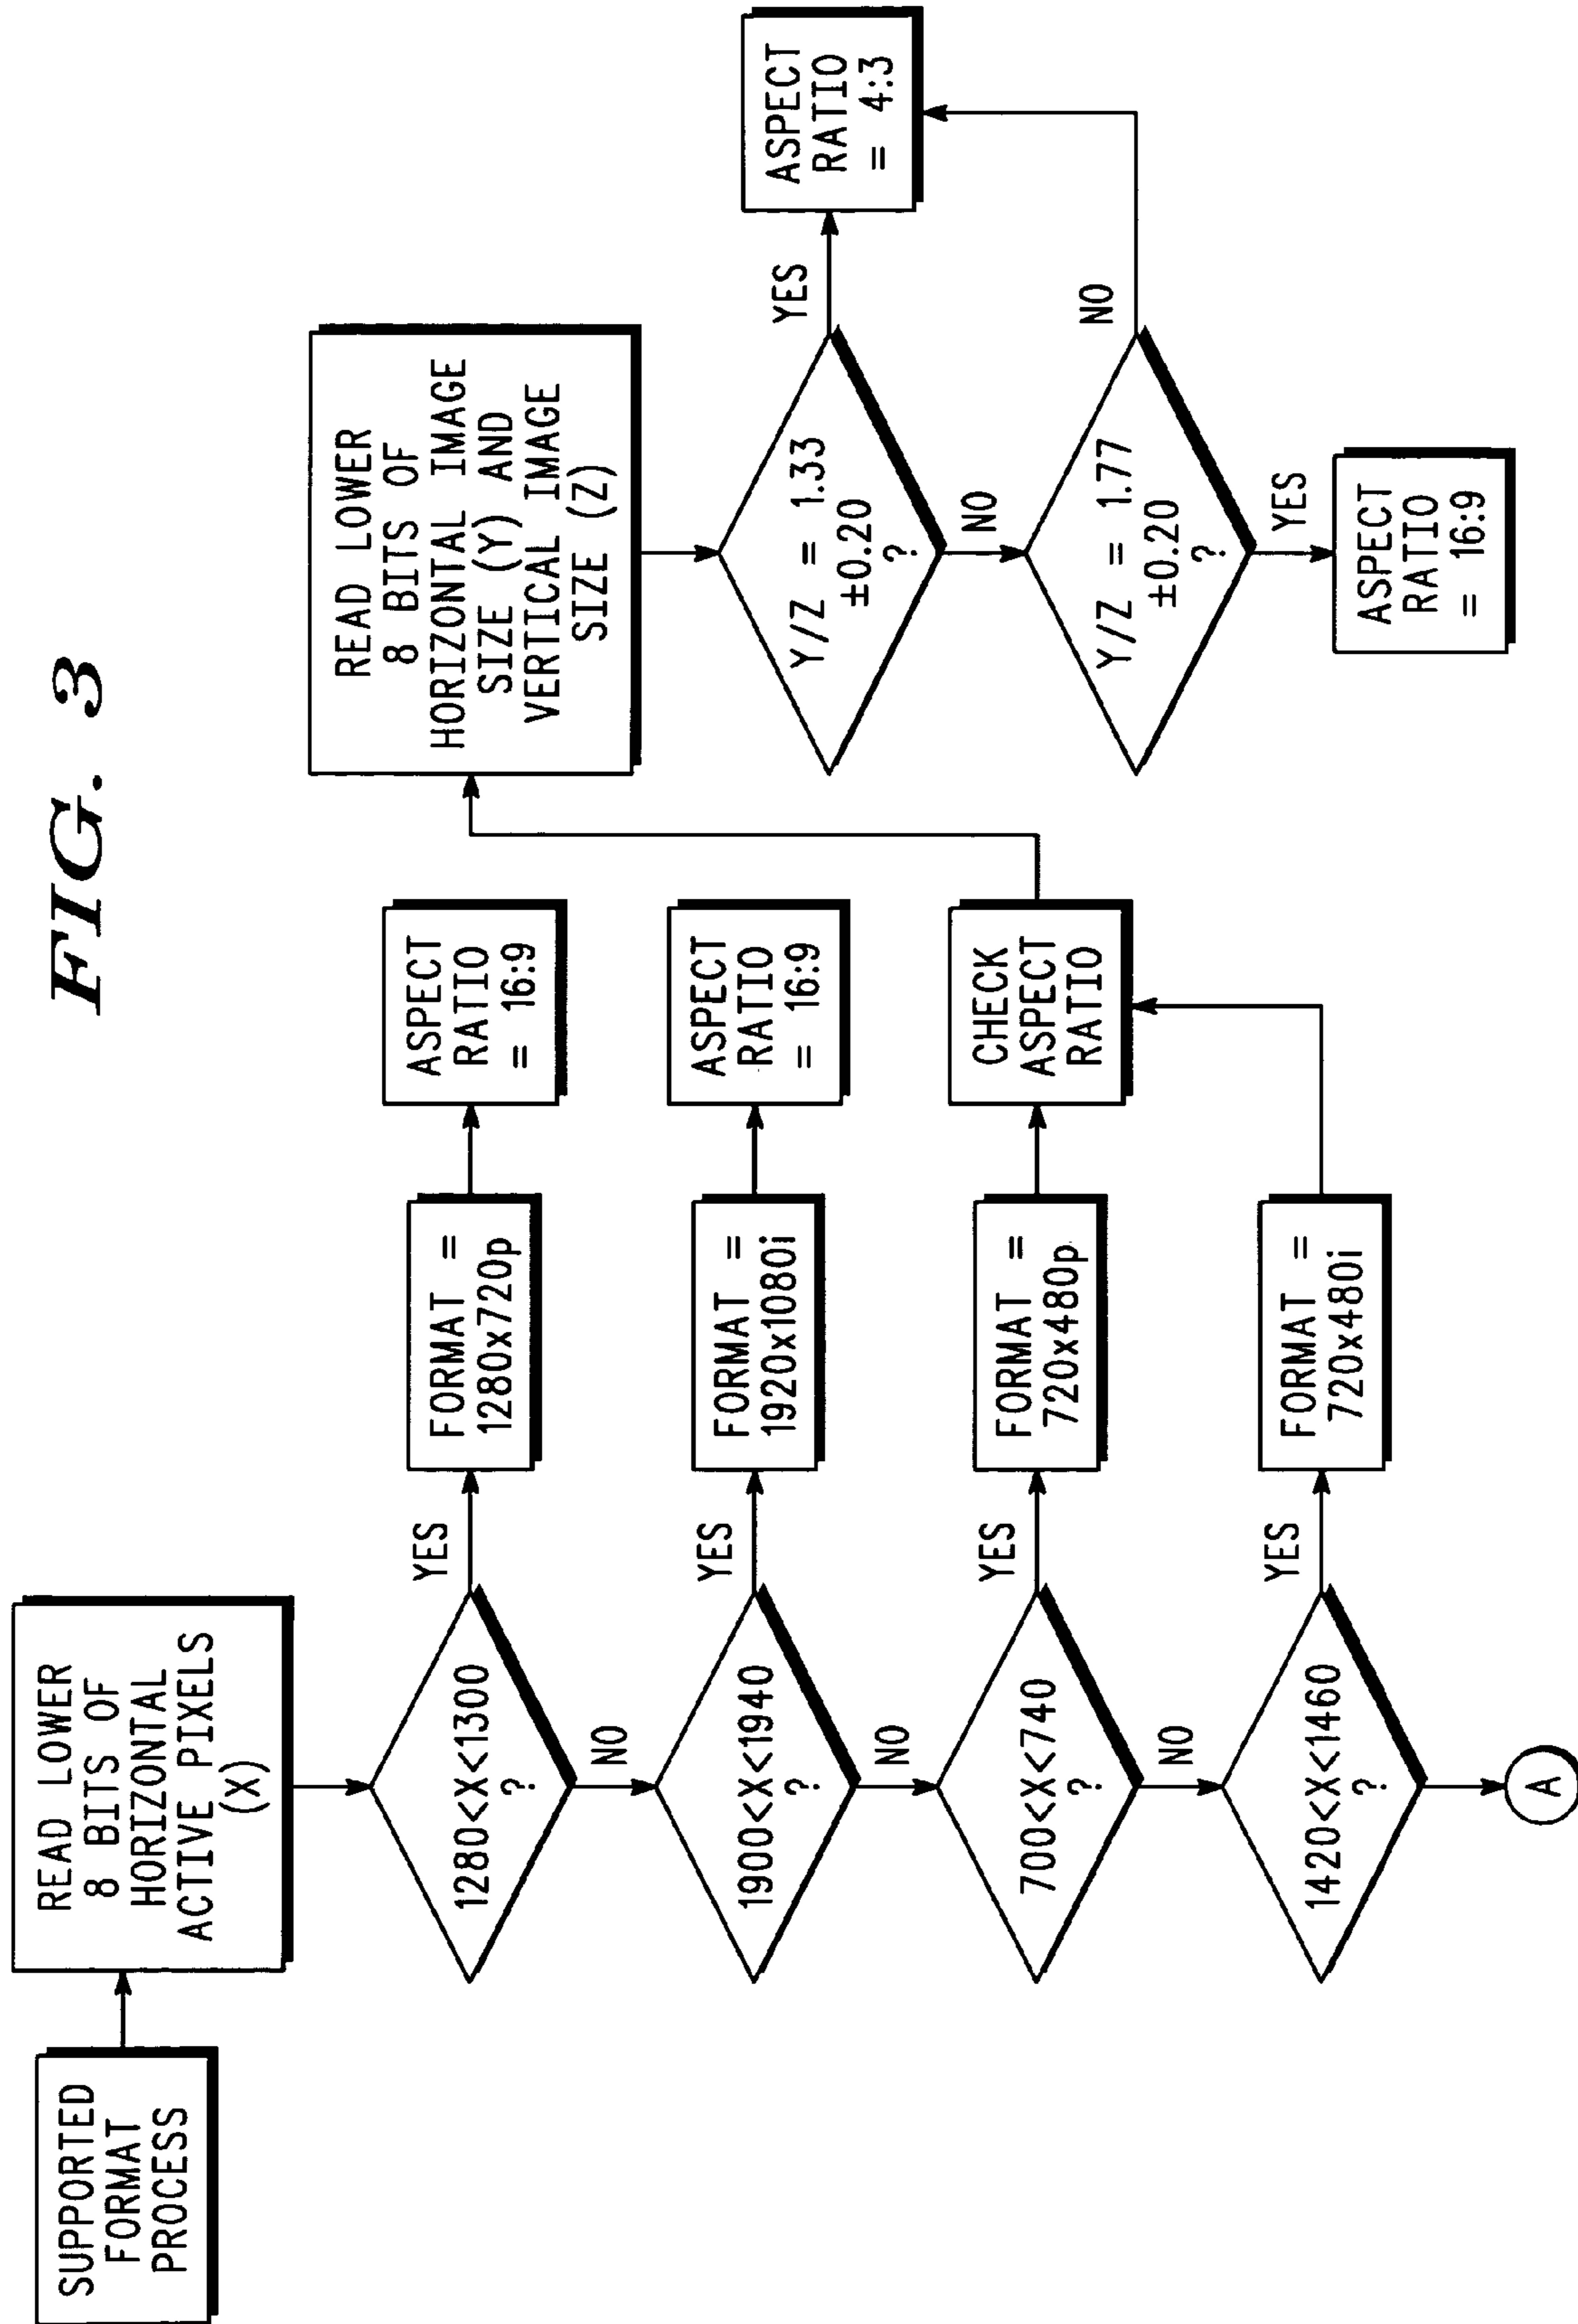 FIG. 3
SUPPORTED
FORMAT
PROCESS
READ LOWER
8 BITS OF
HORIZONTAL
ACTIVE PIXELS
(X)
1280<X<1300
?
YES
FORMAT =
1280x720p
ASPECT
RATIO
= 16:9
NO
1900<X<1940
?
YES
FORMAT =
1920x1080i
ASPECT
RATIO
= 16:9
NO
700<X<740
?
YES
FORMAT =
720x480p
CHECK
ASPECT
RATIO
NO
1420<X<1460
?
YES
FORMAT =
720x480i
A
READ LOWER
8 BITS OF
HORIZONTAL IMAGE
SIZE (Y) AND
VERTICAL IMAGE
SIZE (Z)
Y/Z = 1.33
±0.20
?
YES
ASPECT
RATIO
= 4:3
NO
Y/Z = 1.77
±0.20
?
NO
YES
ASPECT
RATIO
= 16:9